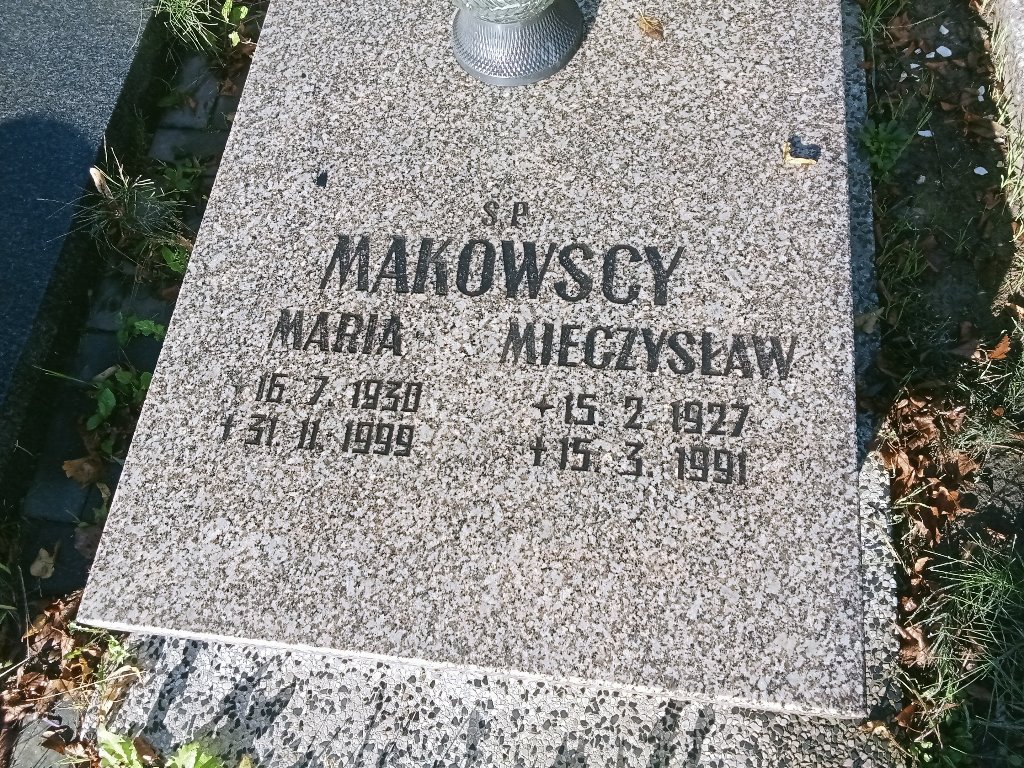 Ś P
MAKOWSCY
MARIA MIECZYSŁAW
16 7 1930 15 2 1927
† 31 11 1999 † 15 3 1991